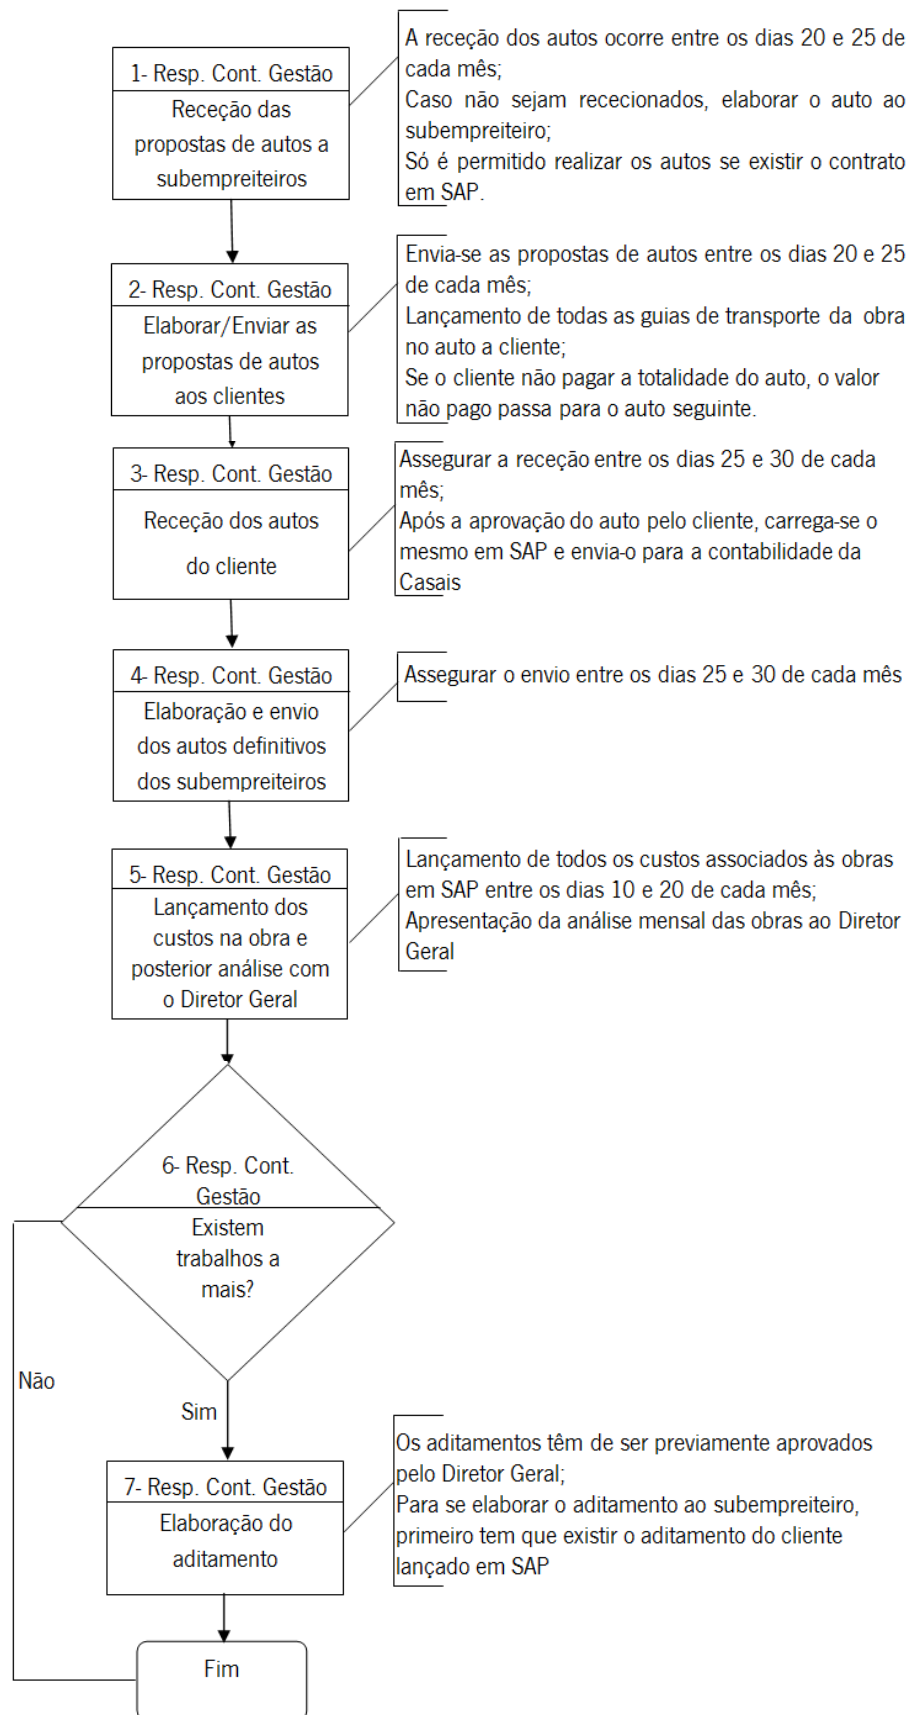 1- Resp. Cont. Gestão
Receção das
propostas de autos a
subempreiteiros
A receção dos autos ocorre entre os dias 20 e 25 de
cada mês;
Caso não sejam rececionados, elaborar o auto ao
subempreiteiro;
Só é permitido realizar os autos se existir o contrato
em SAP.
2- Resp. Cont. Gestão
Elaborar/Enviar as
propostas de autos
aos clientes
Envia-se as propostas de autos entre os dias 20 e 25
de cada mês;
Lançamento de todas as guias de transporte da obra
no auto a cliente;
Se o cliente não pagar a totalidade do auto, o valor
não pago passa para o auto seguinte.
3- Resp. Cont. Gestão
Receção dos autos
do cliente
Assegurar a receção entre os dias 25 e 30 de cada
mês;
Após a aprovação do auto pelo cliente, carrega-se o
mesmo em SAP e envia-o para a contabilidade da
Casais
4- Resp. Cont. Gestão
Elaboração e envio
dos autos definitivos
dos subempreiteiros
Assegurar o envio entre os dias 25 e 30 de cada mês
5- Resp. Cont. Gestão
Lançamento dos
custos na obra e
posterior análise com
o Diretor Geral
Lançamento de todos os custos associados às obras
em SAP entre os dias 10 e 20 de cada mês;
Apresentação da análise mensal das obras ao Diretor
Geral
6- Resp. Cont.
Gestão
Existem
trabalhos a
mais?
Não
Sim
7- Resp. Cont. Gestão
Elaboração do
aditamento
Os aditamentos têm de ser previamente aprovados
pelo Diretor Geral;
Para se elaborar o aditamento ao subempreiteiro,
primeiro tem que existir o aditamento do cliente
lançado em SAP
Fim